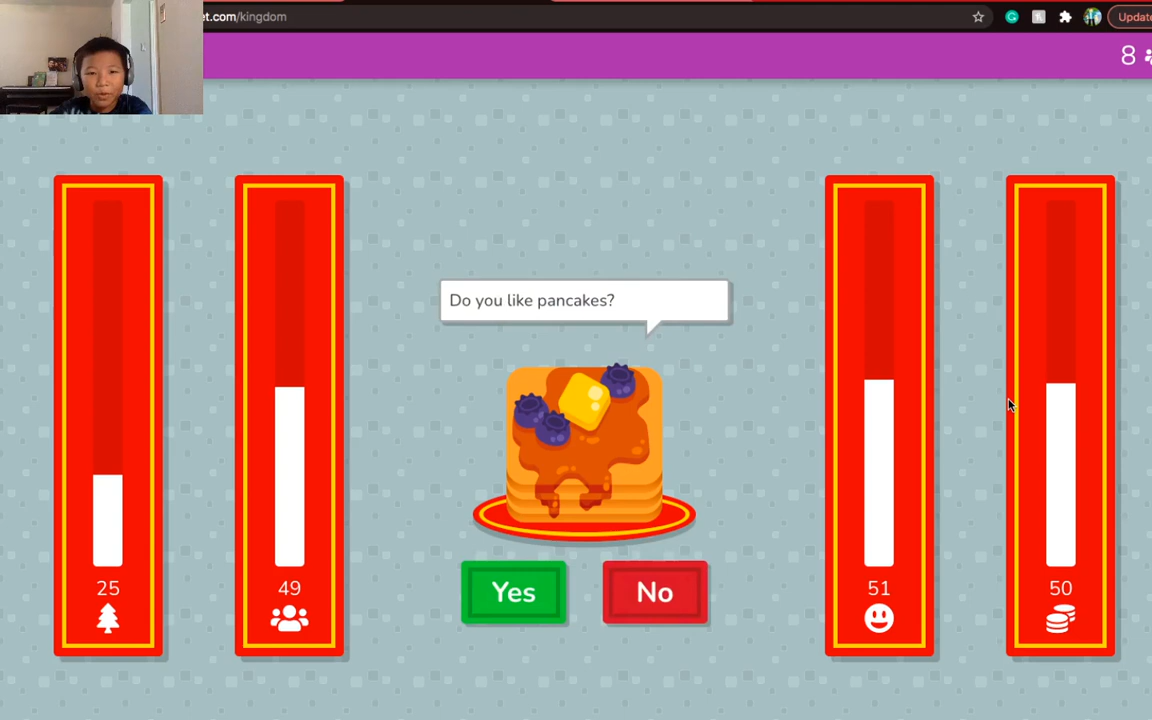 et.com/kingdom
Update
8
Do you like pancakes?
Yes
No
25
49
51
50